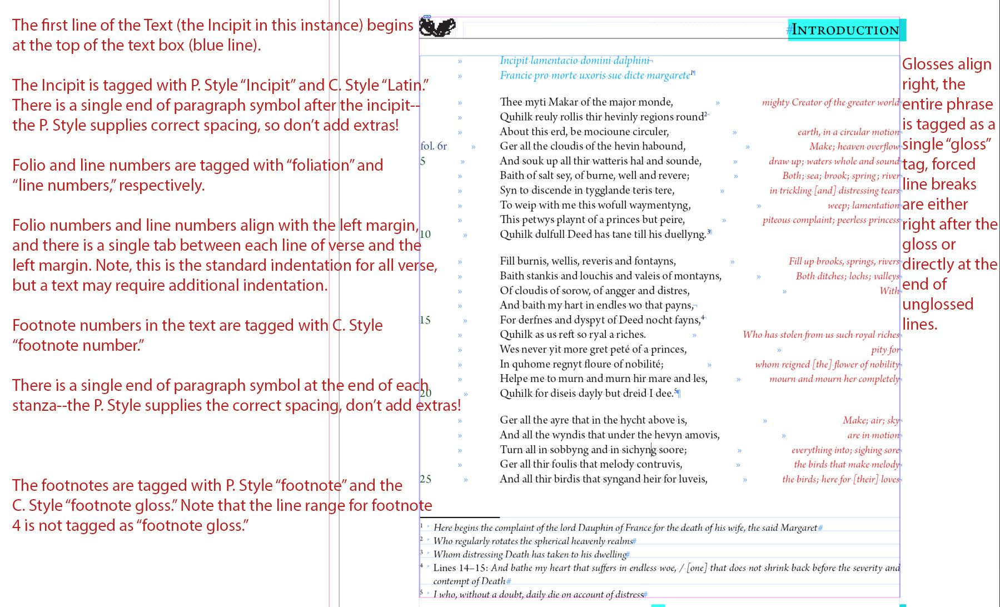 The first line of the Text (the Incipit in this instance) begins
at the top of the text box (blue line).
The Incipit is tagged with P. Style “Incipit” and C. Style “Latin.”
There is a single end of paragraph symbol after the incipit--
the P. Style supplies correct spacing, so don’t add extras!
Folio and line numbers are tagged with “foliation” and
“line numbers,” respectively.
Folio numbers and line numbers align with the left margin,
and there is a single tab between each line of verse and the
left margin. Note, this is the standard indentation for all verse,
but a text may require additional indentation.
Footnote numbers in the text are tagged with C. Style
“footnote number.”
There is a single end of paragraph symbol at the end of each
stanza--the P. Style supplies the correct spacing, don’t add extras!
The footnotes are tagged with P. Style “footnote” and the
C. Style “footnote gloss.” Note that the line range for footnote
4 is not tagged as “footnote gloss.”
#INTRODUCTION
» Incipit lamentacio domini dalphini¬
» Francie pro morte uxoris sue dicte margarete1¶
» Thee myti Makar of the major monde, » mighty Creator of the greater world¬
» Quhilk reuly rollis thir hevinly regions round2¬
» About this erd, be mocioune circuler, » earth, in a circular motion¬
fol. 6r » Ger all the cloudis of the hevin habound, » Make; heaven overflow¬
5 » And souk up all thir watteris hal and sounde, » draw up; waters whole and sound¬
» Baith of salt sey, of burne, well and revere; » Both; sea; brook; spring; river¬
» Syn to discende in tygglande teris tere, » in trickling [and] distressing tears¬
» To weip with me this wofull waymentyng, » weep; lamentation¬
» This petwys playnt of a princes but peire, » piteous complaint; peerless princess¬
10 » Quhilk dulfull Deed has tane till his duellyng.3¶
» Fill burnis, wellis, reveris and fontayns, » Fill up brooks, springs, rivers¬
» Baith stankis and louchis and valeis of montayns, » Both ditches; lochs; valleys¬
» Of cloudis of sorow, of angger and distres, » With¬
» And baith my hart in endles wo that payns,¬
15 » For derfnes and dyspyt of Deed nocht fayns,4¬
» Quhilk as us reft so ryal a riches. » Who has stolen from us such royal riches¬
» Wes never yit more gret peté of a princes, » pity for¬
» In quhome regnyt floure of nobilité; » whom reigned [the] flower of nobility¬
» Helpe me to murn and murn hir mare and les, » mourn and mourn her completely¬
20 » Quhilk for diseis dayly but dreid I dee.5¶
» Ger all the ayre that in the hycht above is, » Make; air; sky¬
» And all the wyndis that under the hevyn amovis, » are in motion¬
» Turn all in sobbyng and in sichyng soore; » everything into; sighing sore¬
» Ger all thir foulis that melody contruvis, » the birds that make melody¬
25 » And all thir birdis that syngand heir for luveis, » the birds; here for [their] loves¬
1 » Here begins the complaint of the lord Dauphin of France for the death of his wife, the said Margaret#
2 » Who regularly rotates the spherical heavenly realms#
3 » Whom distressing Death has taken to his dwelling#
4 » Lines 14–15: And bathe my heart that suffers in endless woe, / [one] that does not shrink back before the severity and
contempt of Death#
5 » I who, without a doubt, daily die on account of distress#
Glosses align
right, the
entire phrase
is tagged as a
single “gloss”
tag, forced
line breaks
are either
right after the
gloss or
directly at the
end of
unglossed
lines.